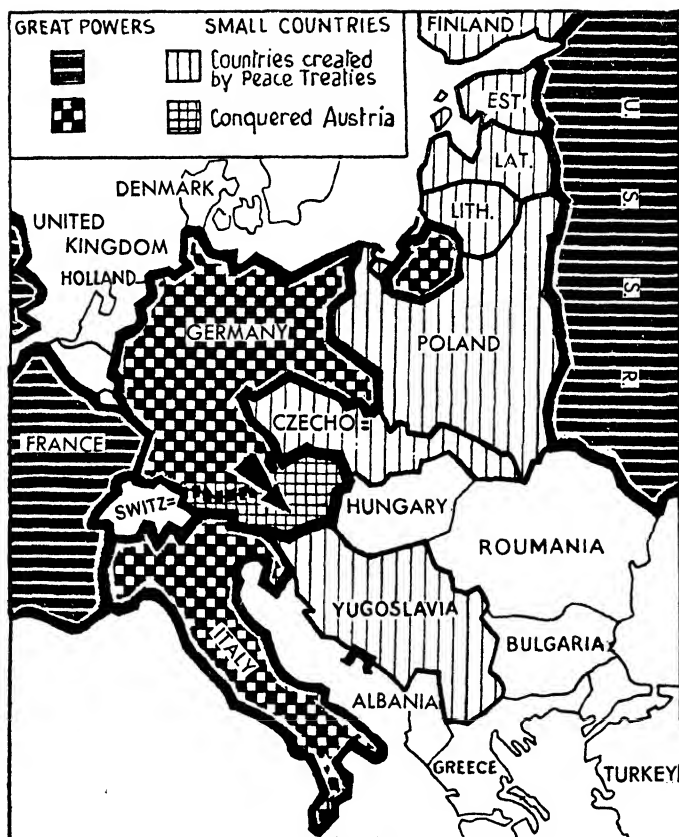 GREAT POWERS SMALL COUNTRIES
Countries created
by Peace Treaties
Conquered Austria
FINLAND
EST.
LAT.
LITH.
U.
S.
S.
R.
DENMARK
UNITED
KINGDOM
HOLLAND
GERMANY
POLAND
CZECHO=
FRANCE
SWITZ=
HUNGARY
ROUMANIA
YUGOSLAVIA
BULGARIA
ITALY
ALBANIA
GREECE
TURKEY